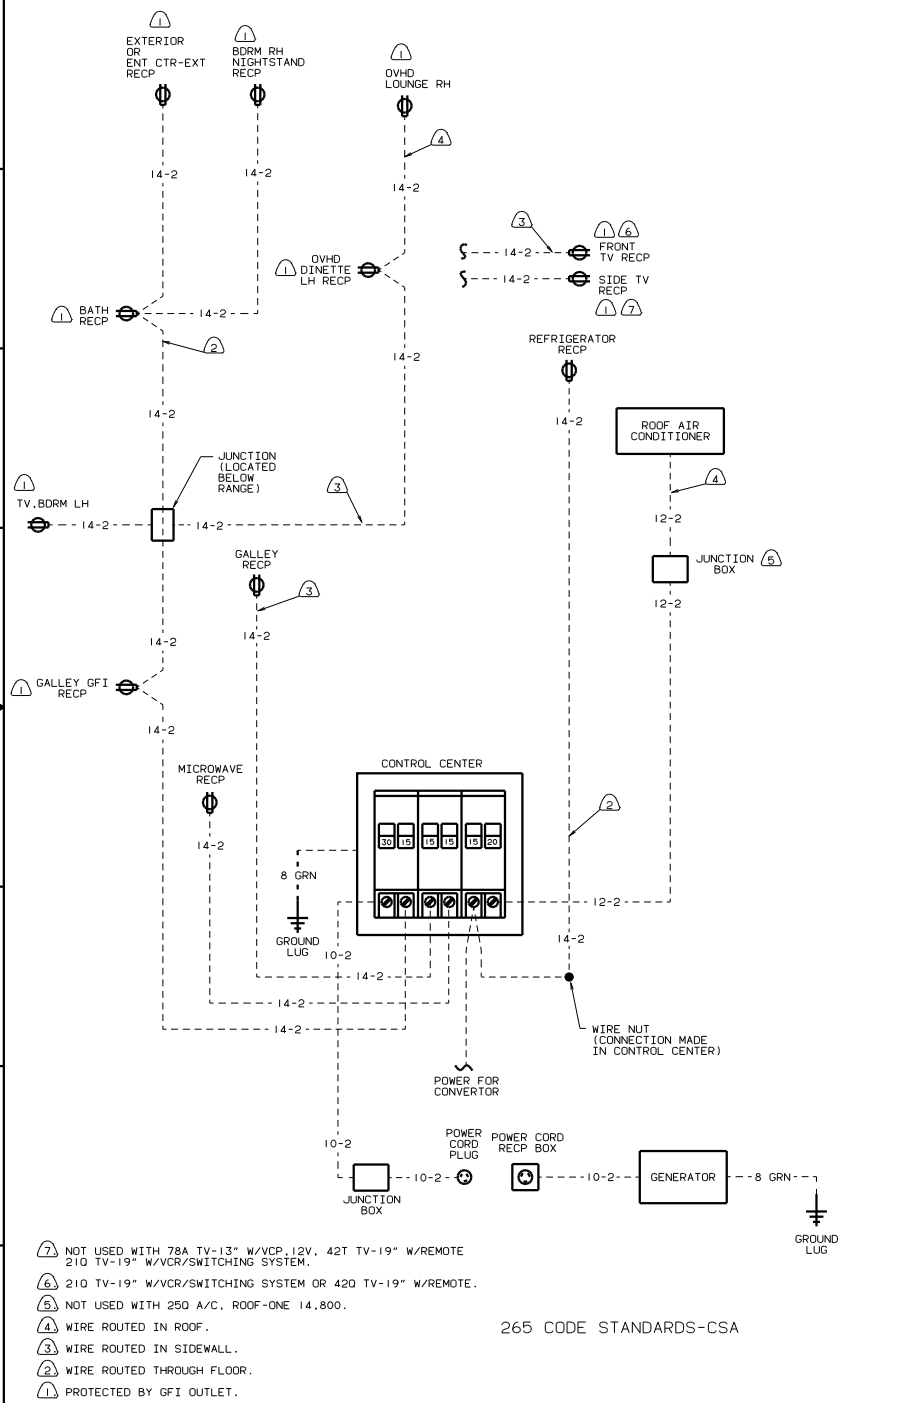 1
EXTERIOR
OR
ENT CTR-EXT
RECP
1
BDRM RH
NIGHTSTAND
RECP
1
OVHD
LOUNGE RH
4
14-2
14-2
14-2
3
1 6
14-2
FRONT
TV RECP
1
OVHD
DINETTE
LH RECP
14-2
SIDE TV
RECP
1 7
1
BATH
RECP
14-2
2
14-2
REFRIGERATOR
RECP
14-2
14-2
ROOF AIR
CONDITIONER
JUNCTION
(LOCATED
BELOW
RANGE)
4
1
3
TV,BDRM LH
14-2
14-2
12-2
GALLEY
RECP
JUNCTION
BOX
5
3
12-2
14-2
14-2
1
GALLEY GFI
RECP
14-2
MICROWAVE
RECP
CONTROL CENTER
2
30 15 15 15 15 20
14-2
8 GRN
12-2
GROUND
LUG
10-2
14-2
14-2
14-2
14-2
WIRE NUT
(CONNECTION MADE
IN CONTROL CENTER)
POWER FOR
CONVERTOR
10-2
POWER
CORD
PLUG
POWER CORD
RECP BOX
10-2
10-2
GENERATOR
8 GRN
JUNCTION
BOX
GROUND
LUG
7. NOT USED WITH 78A TV-13" W/VCP,12V, 42T TV-19" W/REMOTE
21Q TV-19" W/VCR/SWITCHING SYSTEM.
6. 21Q TV-19" W/VCR/SWITCHING SYSTEM OR 42Q TV-19" W/REMOTE.
5. NOT USED WITH 25Q A/C, ROOF-ONE 14,800.
4. WIRE ROUTED IN ROOF.
3. WIRE ROUTED IN SIDEWALL.
2. WIRE ROUTED THROUGH FLOOR.
1. PROTECTED BY GFI OUTLET.
265 CODE STANDARDS-CSA